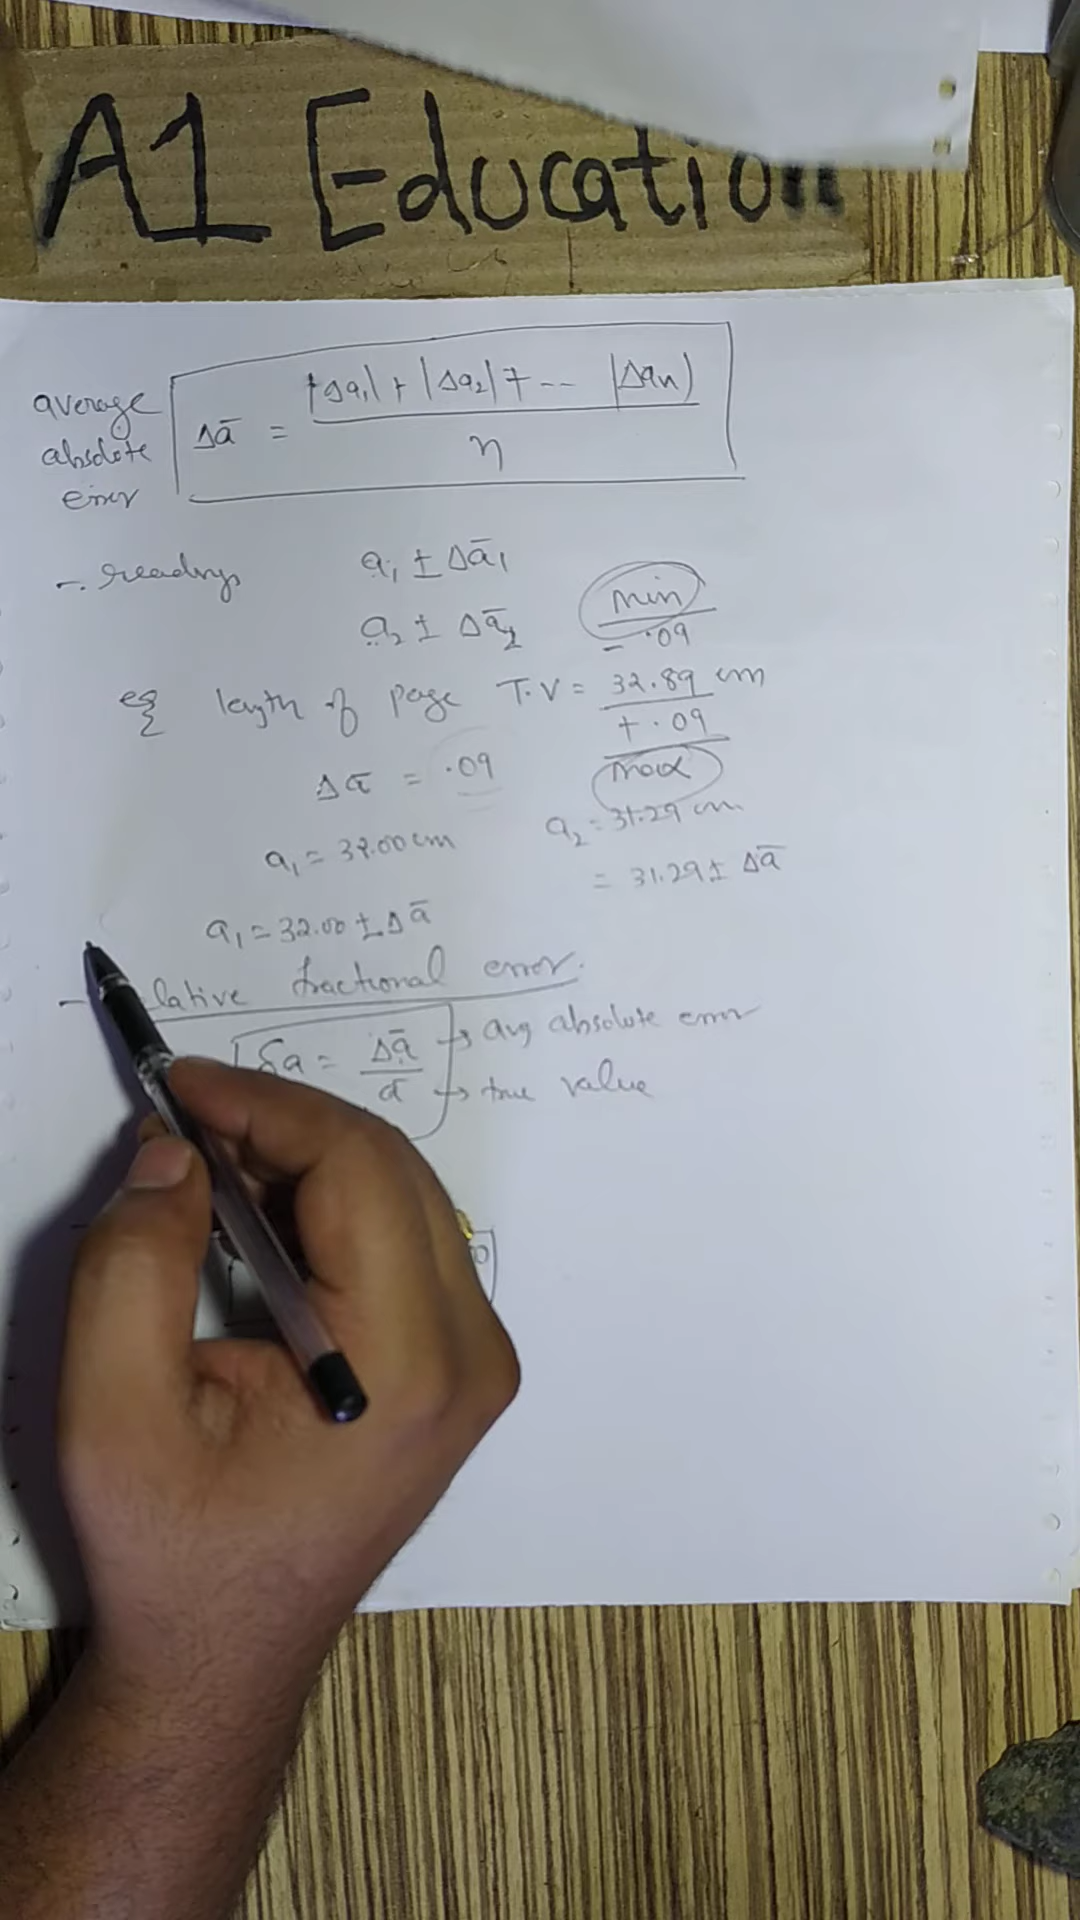 A1 Education
average
absolute
error
Δā = |Δa₁| + |Δa₂| + -- |Δan|
n
- readings a₁ ± Δā₁
a₂ ± Δā₂
min
- .09
eg length of page T.V = 32.89 cm
+ .09
max
Δā = .09
a₁ = 32.00 cm
a₂ = 31.29 cm
= 31.29 ± Δā
a₁ = 32.00 ± Δā
lative fractional error.
δa = Δā → avg absolute error
ā → true value